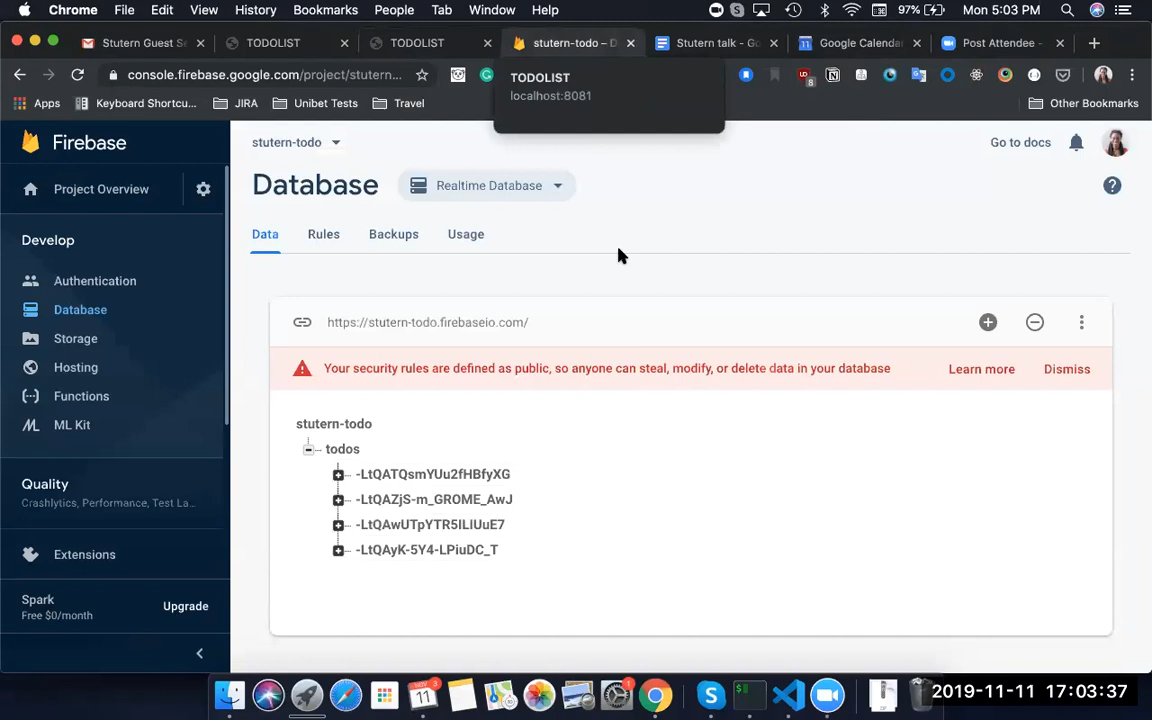 Chrome File Edit View History Bookmarks People Tab Window Help 97% Mon 5:03 PM
Stutern Guest Se TODOLIST TODOLIST stutern-todo – D Stutern talk - Go Google Calenda Post Attendee -
console.firebase.google.com/project/stutern...
TODOLIST
localhost:8081
Apps Keyboard Shortcu... JIRA Unibet Tests Travel Other Bookmarks
Firebase
stutern-todo
Go to docs
Project Overview
Database
Realtime Database
Data Rules Backups Usage
Develop
Authentication
Database
Storage
Hosting
Functions
ML Kit
Quality
Crashlytics, Performance, Test La...
Extensions
Spark
Free $0/month
Upgrade
https://stutern-todo.firebaseio.com/
Your security rules are defined as public, so anyone can steal, modify, or delete data in your database
Learn more Dismiss
stutern-todo
todos
-LtQATQsmYUu2fHBfyXG
-LtQAZjS-m_GROME_AwJ
-LtQAwUTpYTR5ILlUuE7
-LtQAyK-5Y4-LPiuDC_T
2019-11-11 17:03:37